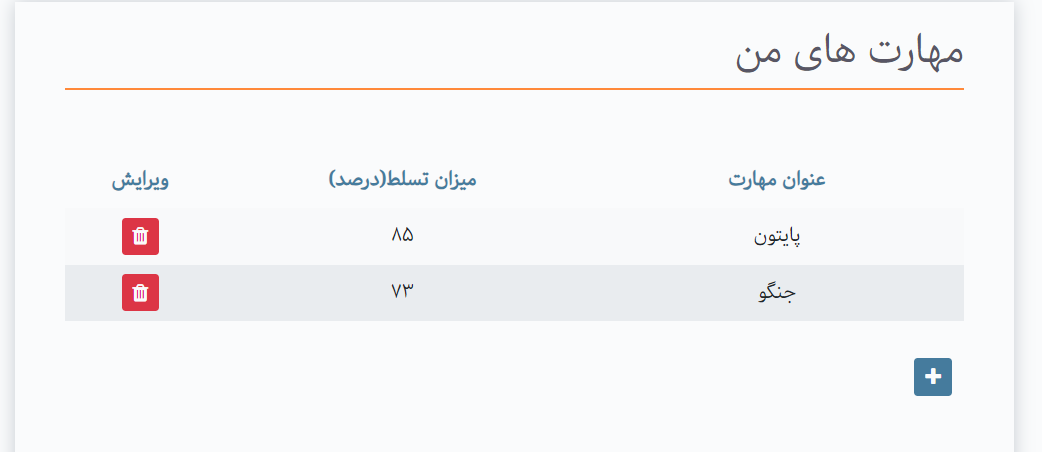 مهارت های من
عنوان مهارت میزان تسلط(درصد) ویرایش
پایتون ۸۵
جنگو ۷۳